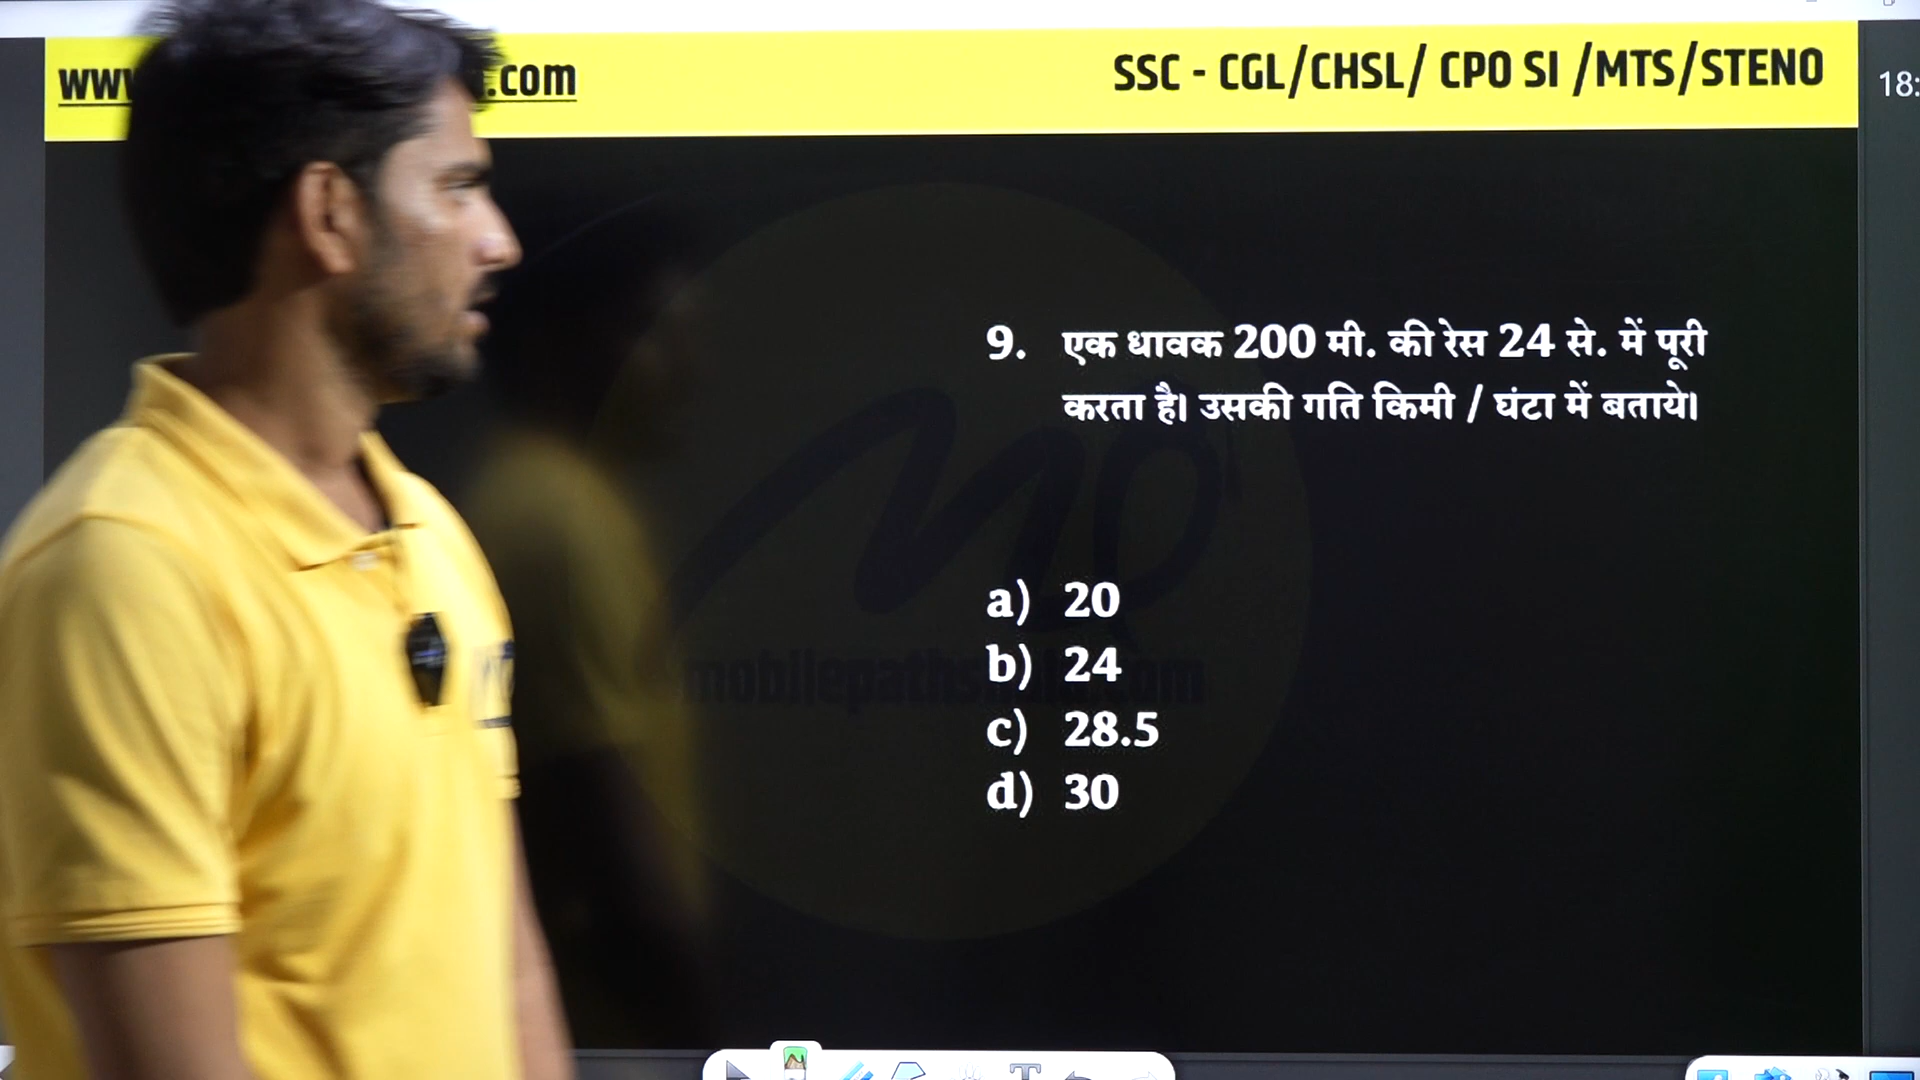 .com
SSC - CGL/CHSL/ CPO SI /MTS/STENO
18:
9. एक धावक 200 मी. की रेस 24 से. में पूरी
करता है। उसकी गति किमी / घंटा में बताये।
a) 20
b) 24
c) 28.5
d) 30